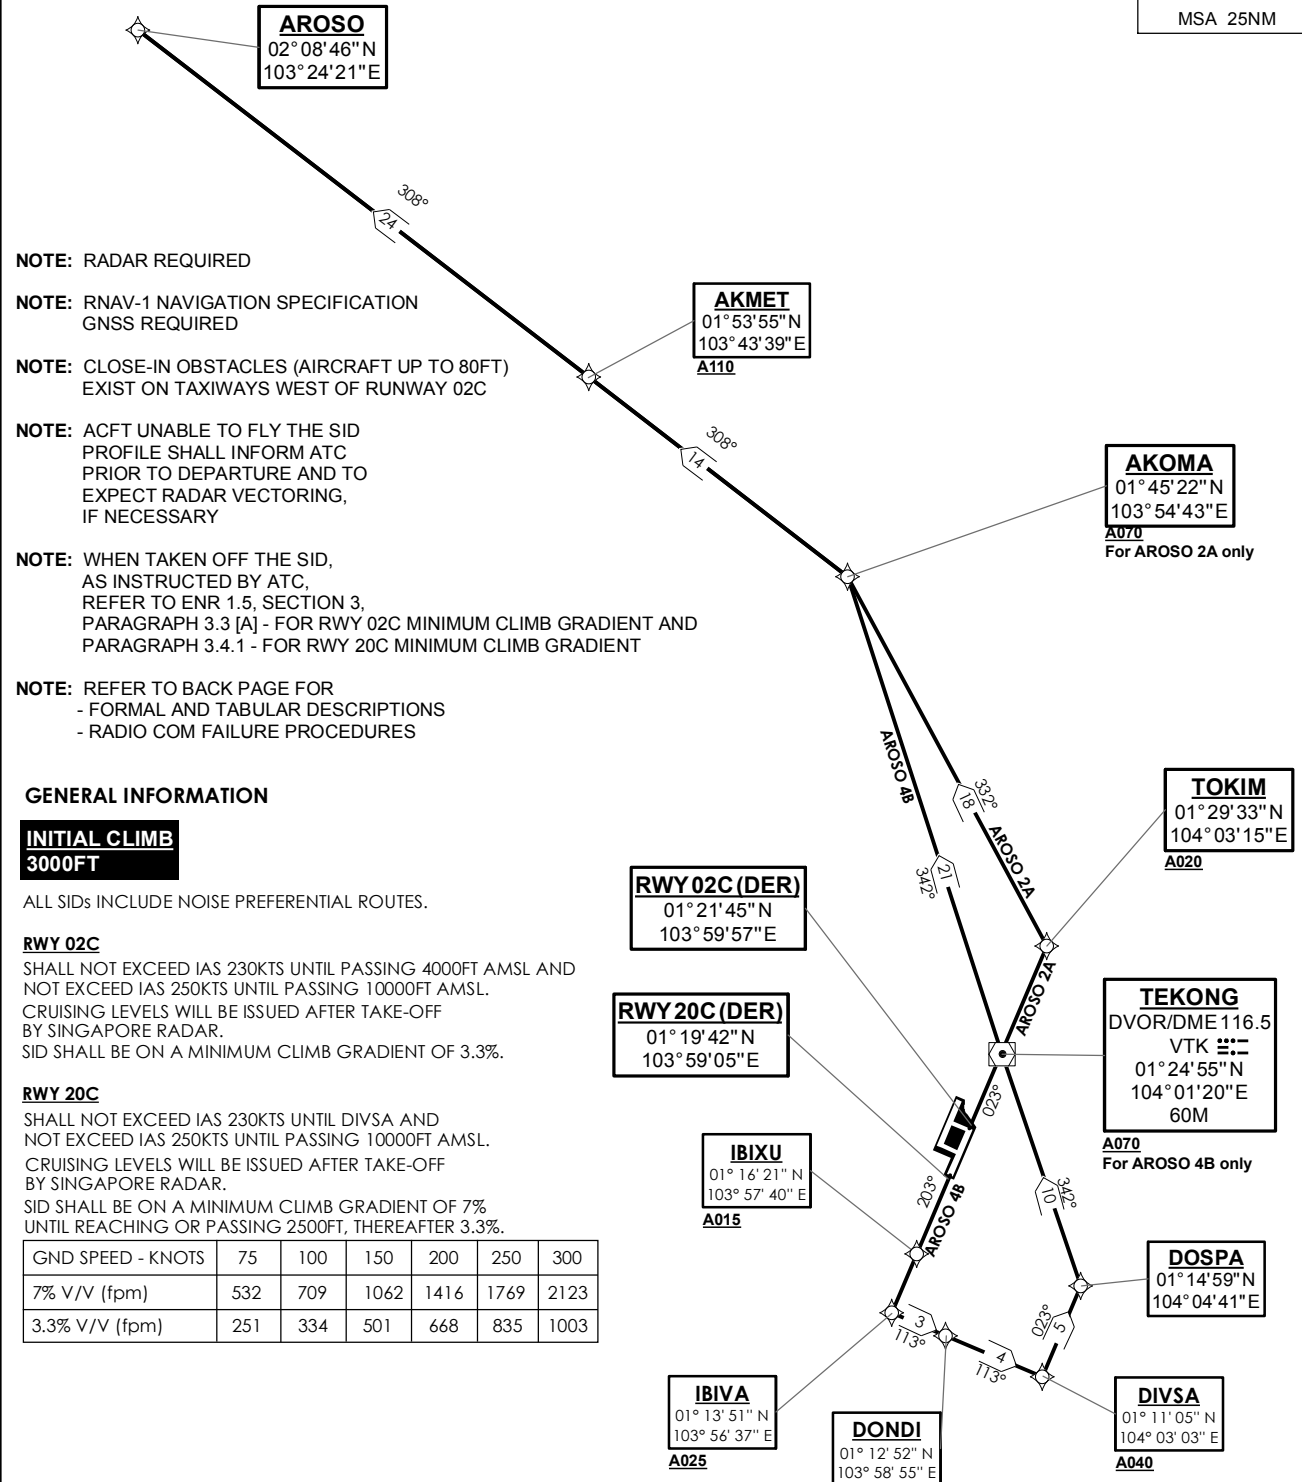 MSA 25NM
AROSO
02°08'46"N
103°24'21"E
308°
24
NOTE: RADAR REQUIRED
NOTE: RNAV-1 NAVIGATION SPECIFICATION
GNSS REQUIRED
NOTE: CLOSE-IN OBSTACLES (AIRCRAFT UP TO 80FT)
EXIST ON TAXIWAYS WEST OF RUNWAY 02C
NOTE: ACFT UNABLE TO FLY THE SID
PROFILE SHALL INFORM ATC
PRIOR TO DEPARTURE AND TO
EXPECT RADAR VECTORING,
IF NECESSARY
NOTE: WHEN TAKEN OFF THE SID,
AS INSTRUCTED BY ATC,
REFER TO ENR 1.5, SECTION 3,
PARAGRAPH 3.3 [A] - FOR RWY 02C MINIMUM CLIMB GRADIENT AND
PARAGRAPH 3.4.1 - FOR RWY 20C MINIMUM CLIMB GRADIENT
NOTE: REFER TO BACK PAGE FOR
- FORMAL AND TABULAR DESCRIPTIONS
- RADIO COM FAILURE PROCEDURES
AKMET
01°53'55"N
103°43'39"E
A110
308°
14
AKOMA
01°45'22"N
103°54'43"E
A070
For AROSO 2A only
AROSO 4B
332°
18
AROSO 2A
TOKIM
01°29'33"N
104°03'15"E
A020
21
342°
AROSO 2A
GENERAL INFORMATION
INITIAL CLIMB
3000FT
ALL SIDs INCLUDE NOISE PREFERENTIAL ROUTES.
RWY 02C
SHALL NOT EXCEED IAS 230KTS UNTIL PASSING 4000FT AMSL AND
NOT EXCEED IAS 250KTS UNTIL PASSING 10000FT AMSL.
CRUISING LEVELS WILL BE ISSUED AFTER TAKE-OFF
BY SINGAPORE RADAR.
SID SHALL BE ON A MINIMUM CLIMB GRADIENT OF 3.3%.
RWY 20C
SHALL NOT EXCEED IAS 230KTS UNTIL DIVSA AND
NOT EXCEED IAS 250KTS UNTIL PASSING 10000FT AMSL.
CRUISING LEVELS WILL BE ISSUED AFTER TAKE-OFF
BY SINGAPORE RADAR.
SID SHALL BE ON A MINIMUM CLIMB GRADIENT OF 7%
UNTIL REACHING OR PASSING 2500FT, THEREAFTER 3.3%.
GND SPEED - KNOTS 75 100 150 200 250 300
7% V/V (fpm) 532 709 1062 1416 1769 2123
3.3% V/V (fpm) 251 334 501 668 835 1003
RWY 02C (DER)
01°21'45"N
103°59'57"E
RWY 20C (DER)
01°19'42"N
103°59'05"E
TEKONG
DVOR/DME 116.5
VTK
01°24'55"N
104°01'20"E
60M
A070
For AROSO 4B only
023°
IBIXU
01° 16' 21" N
103° 57' 40" E
A015
203°
AROSO 4B
342°
10
DOSPA
01°14'59"N
104°04'41"E
023°
5
3
113°
4
113°
IBIVA
01° 13' 51" N
103° 56' 37" E
A025
DONDI
01° 12' 52" N
103° 58' 55" E
DIVSA
01° 11' 05" N
104° 03' 03" E
A040